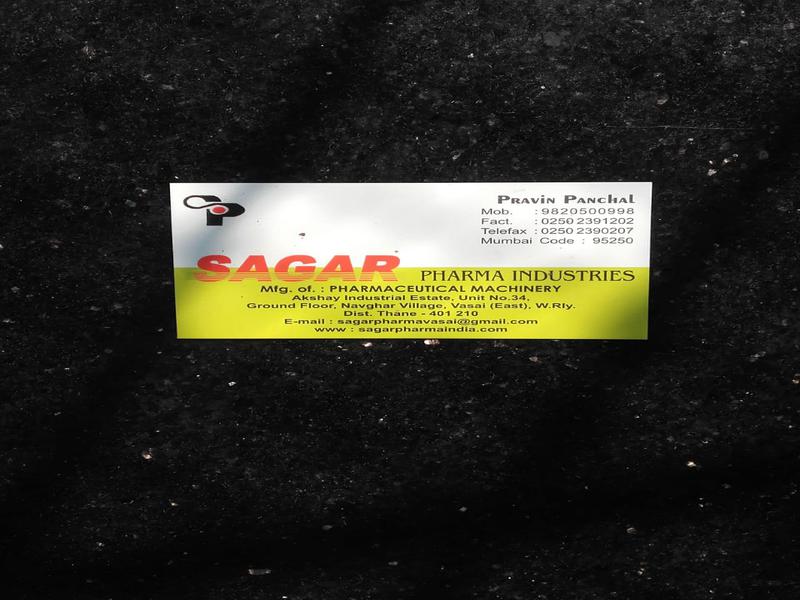 Pravin Panchal
Mob. : 9820500998
Fact. : 0250 2391202
Telefax : 0250 2390207
Mumbai Code : 95250
SAGAR PHARMA INDUSTRIES
Mfg. of. : PHARMACEUTICAL MACHINERY
Akshay Industrial Estate, Unit No.34,
Ground Floor, Navghar Village, Vasai (East), W.Rly.
Dist. Thane - 401 210
E-mail : sagarpharmavasai@gmail.com
www : sagarpharmaindia.com